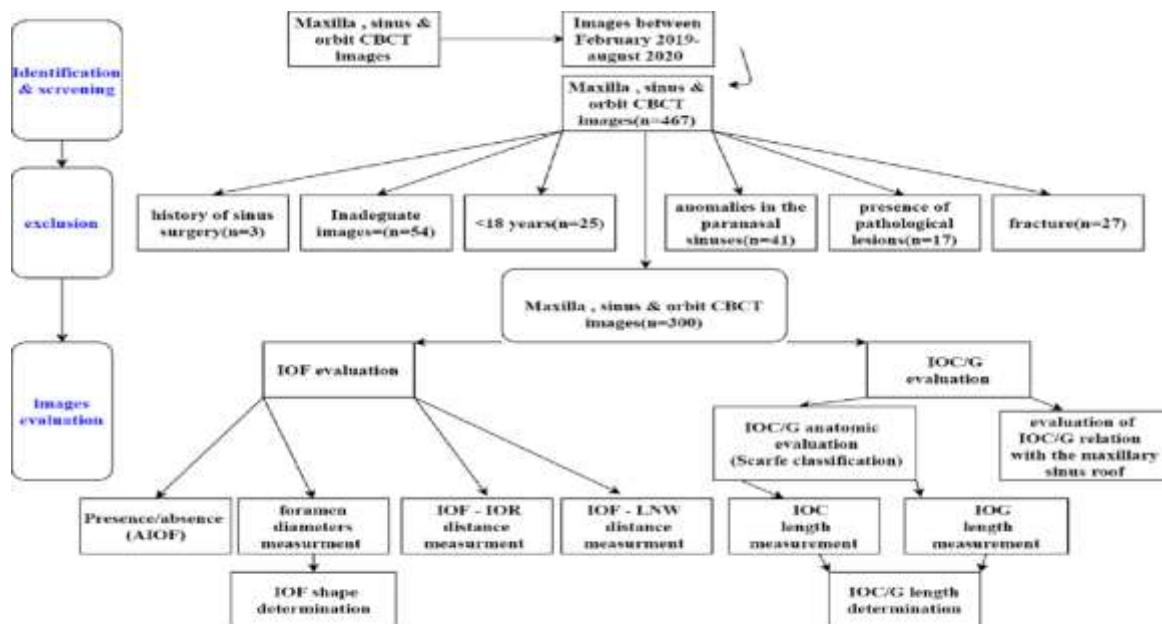 Maxilla , sinus &
orbit CBCT
images
Images between
February 2019-
august 2020
Identification
& screening
Maxilla , sinus &
orbit CBCT
images(n=467)
exclusion
history of sinus
surgery(n=3)
Inadeguate
images=(n=54)
<18 years(n=25)
anomalies in the
paranasal
sinuses(n=41)
presence of
pathological
lesions(n=17)
fracture(n=27)
Maxilla , sinus & orbit CBCT
images(n=300)
images
evaluation
IOF evaluation
IOC/G
evaluation
IOC/G anatomic
evaluation
(Scarfe classification)
evaluation of
IOC/G relation
with the maxillary
sinus roof
Presence/absence
(AIOF)
foramen
diameters
measurment
IOF - IOR
distance
measurment
IOF - LNW
distance
measurment
IOC
length
measurement
IOG
length
measurement
IOF shape
determination
IOC/G length
determination